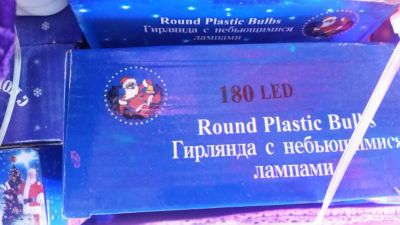 Round Plastic Bulbs
Гирлянда с небьющимися
лампами
180 LED
Round Plastic Bulbs
Гирлянда с небьющимися
лампами